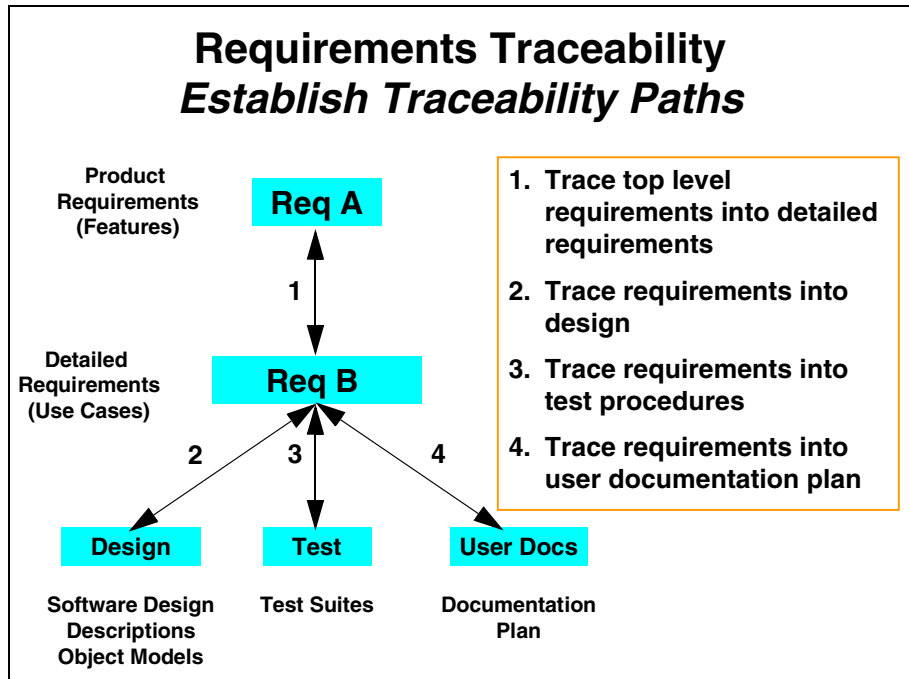 Requirements Traceability
Establish Traceability Paths
Product
Requirements
(Features)
Req A
1
Detailed
Requirements
(Use Cases)
Req B
2
3
4
Design
Test
User Docs
Software Design
Descriptions
Object Models
Test Suites
Documentation
Plan
1. Trace top level
requirements into detailed
requirements
2. Trace requirements into
design
3. Trace requirements into
test procedures
4. Trace requirements into
user documentation plan